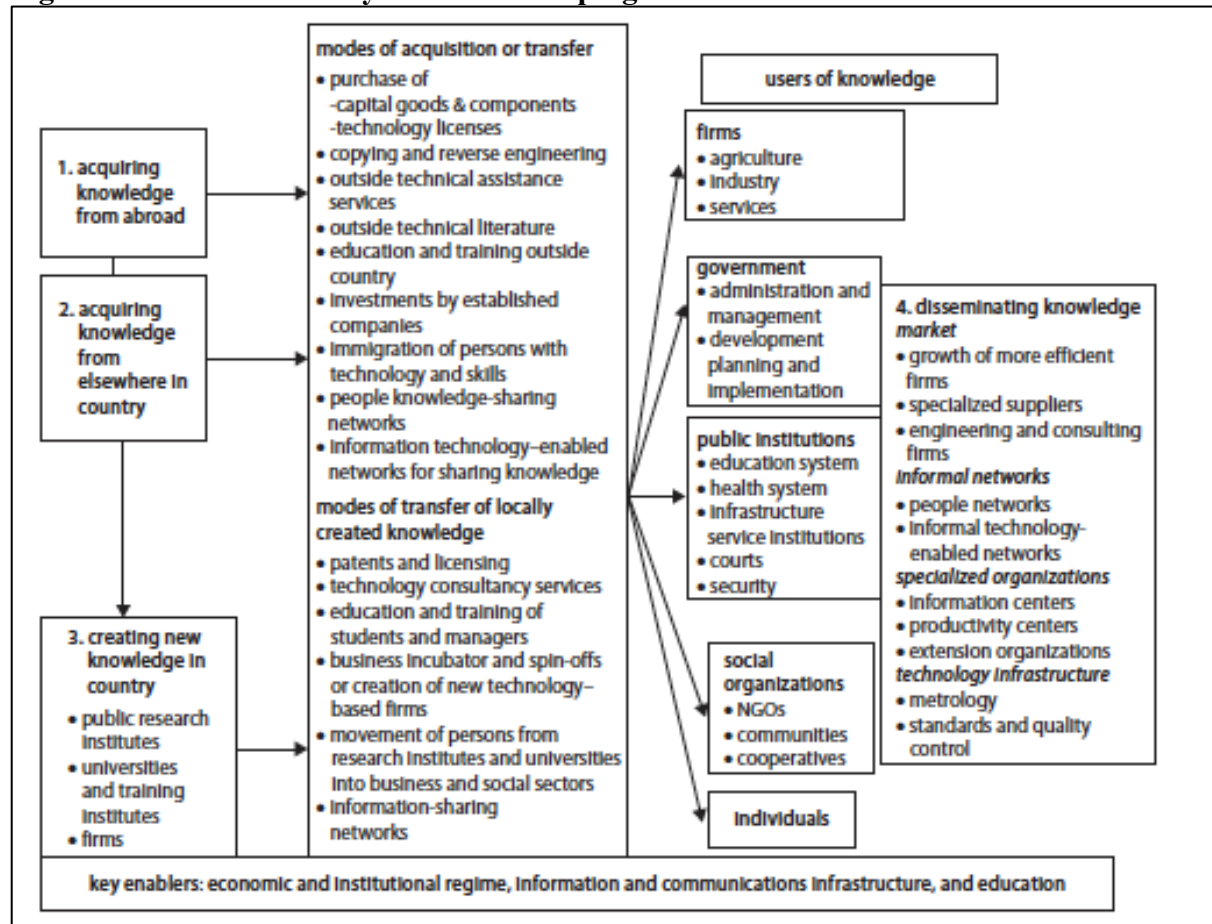 1. acquiring
knowledge
from abroad
2. acquiring
knowledge
from
elsewhere in
country
3. creating new
knowledge in
country
• public research
institutes
• universities
and training
institutes
• firms
modes of acquisition or transfer
• purchase of
-capital goods & components
-technology licenses
• copying and reverse engineering
• outside technical assistance
services
• outside technical literature
• education and training outside
country
• investments by established
companies
• immigration of persons with
technology and skills
• people knowledge-sharing
networks
• information technology–enabled
networks for sharing knowledge
modes of transfer of locally
created knowledge
• patents and licensing
• technology consultancy services
• education and training of
students and managers
• business incubator and spin-offs
or creation of new technology–
based firms
• movement of persons from
research institutes and universities
into business and social sectors
• information-sharing
networks
users of knowledge
firms
• agriculture
• industry
• services
government
• administration and
management
• development
planning and
implementation
public institutions
• education system
• health system
• infrastructure
service institutions
• courts
• security
social
organizations
• NGOs
• communities
• cooperatives
individuals
4. disseminating knowledge
market
• growth of more efficient
firms
• specialized suppliers
• engineering and consulting
firms
informal networks
• people networks
• informal technology–
enabled networks
specialized organizations
• information centers
• productivity centers
• extension organizations
technology infrastructure
• metrology
• standards and quality
control
key enablers: economic and institutional regime, information and communications infrastructure, and education